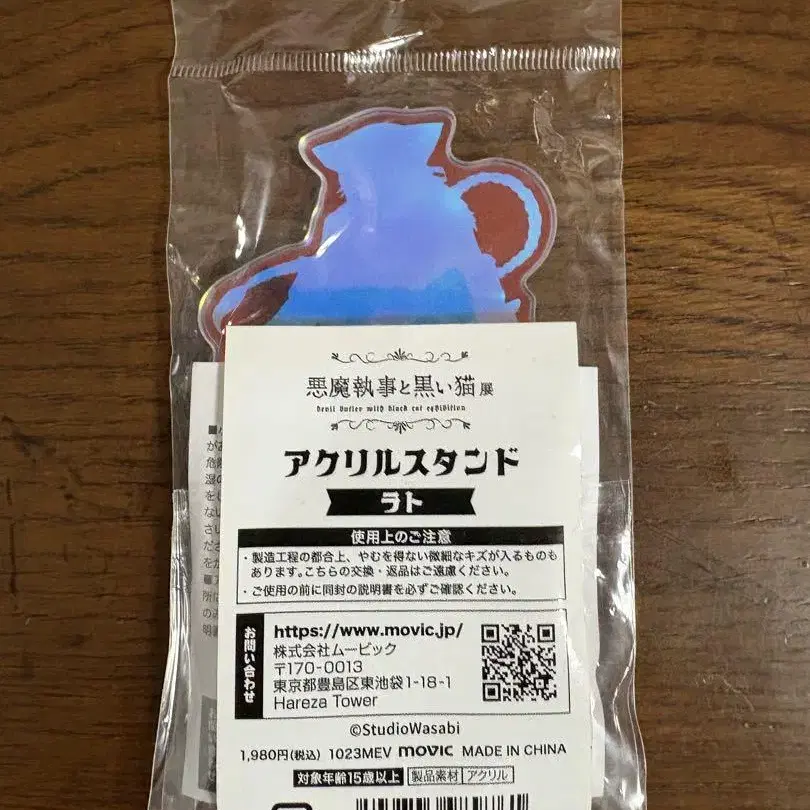 悪魔執事と黒い猫展
devil butler with black cat exhibition
アクリルスタンド
ラト
使用上のご注意
・製造工程の都合上、やむを得ない微細なキズが入るものも
あります。こちらの交換・返品はご遠慮ください。
・ご使用の前に同封の説明書を必ずご確認ください。
お問い合わせ
https://www.movic.jp/
株式会社ムービック
〒170-0013
東京都豊島区東池袋1-18-1
Hareza Tower
©StudioWasabi
1,980円(税込) 1023MEV movic MADE IN CHINA
対象年齢15歳以上 製品素材 アクリル